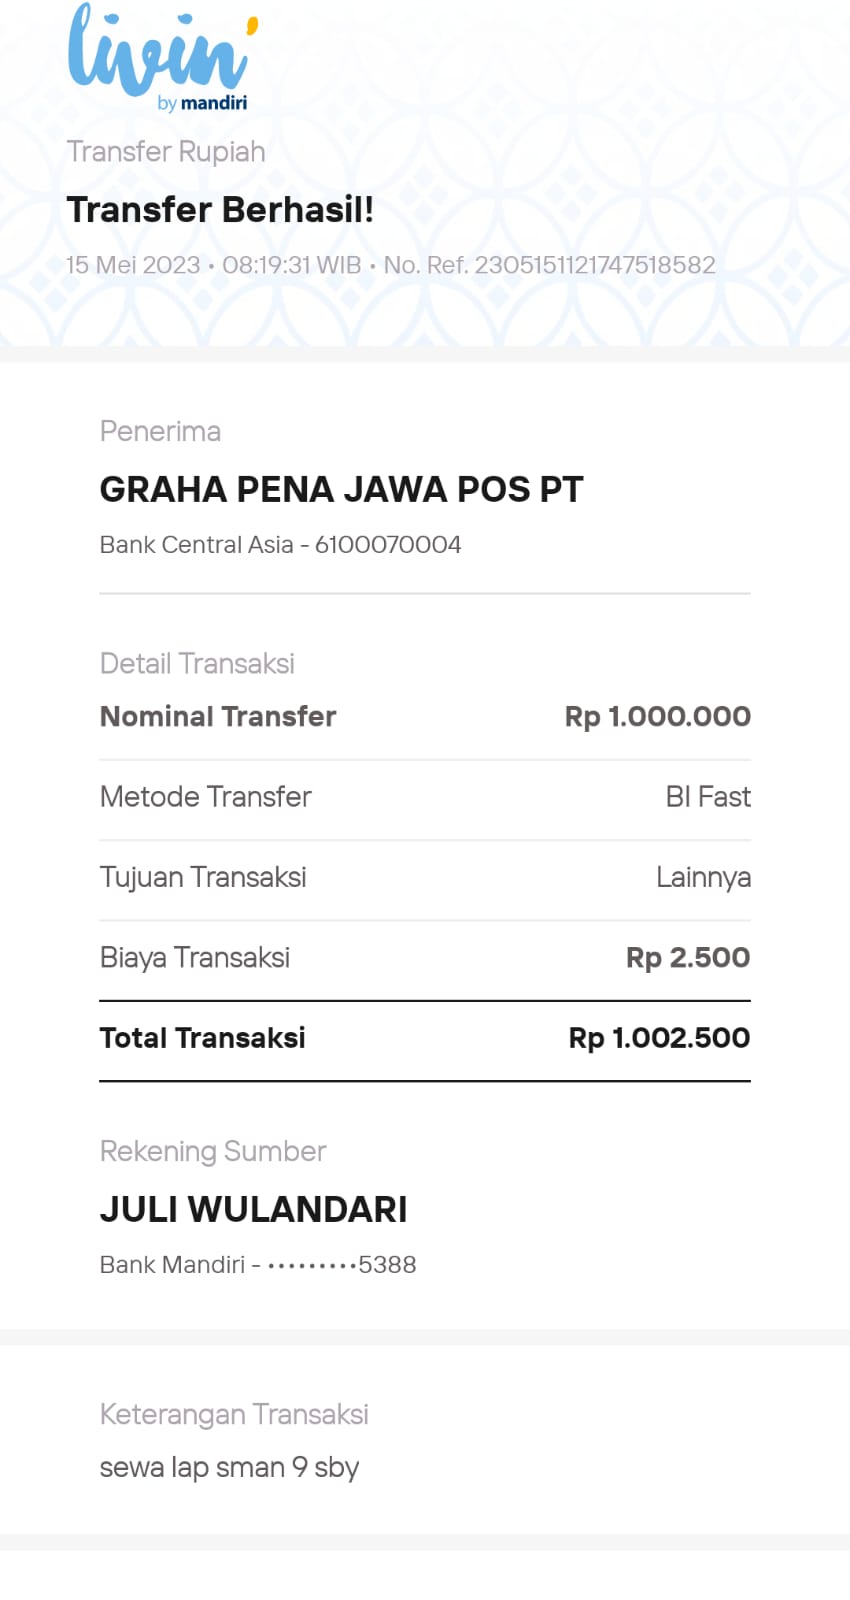 livin'
by mandiri
Transfer Rupiah
Transfer Berhasil!
15 Mei 2023 • 08:19:31 WIB • No. Ref. 2305151121747518582
Penerima
GRAHA PENA JAWA POS PT
Bank Central Asia - 6100070004
Detail Transaksi
Nominal Transfer Rp 1.000.000
Metode Transfer BI Fast
Tujuan Transaksi Lainnya
Biaya Transaksi Rp 2.500
Total Transaksi Rp 1.002.500
Rekening Sumber
JULI WULANDARI
Bank Mandiri - •••••••••5388
Keterangan Transaksi
sewa lap sman 9 sby